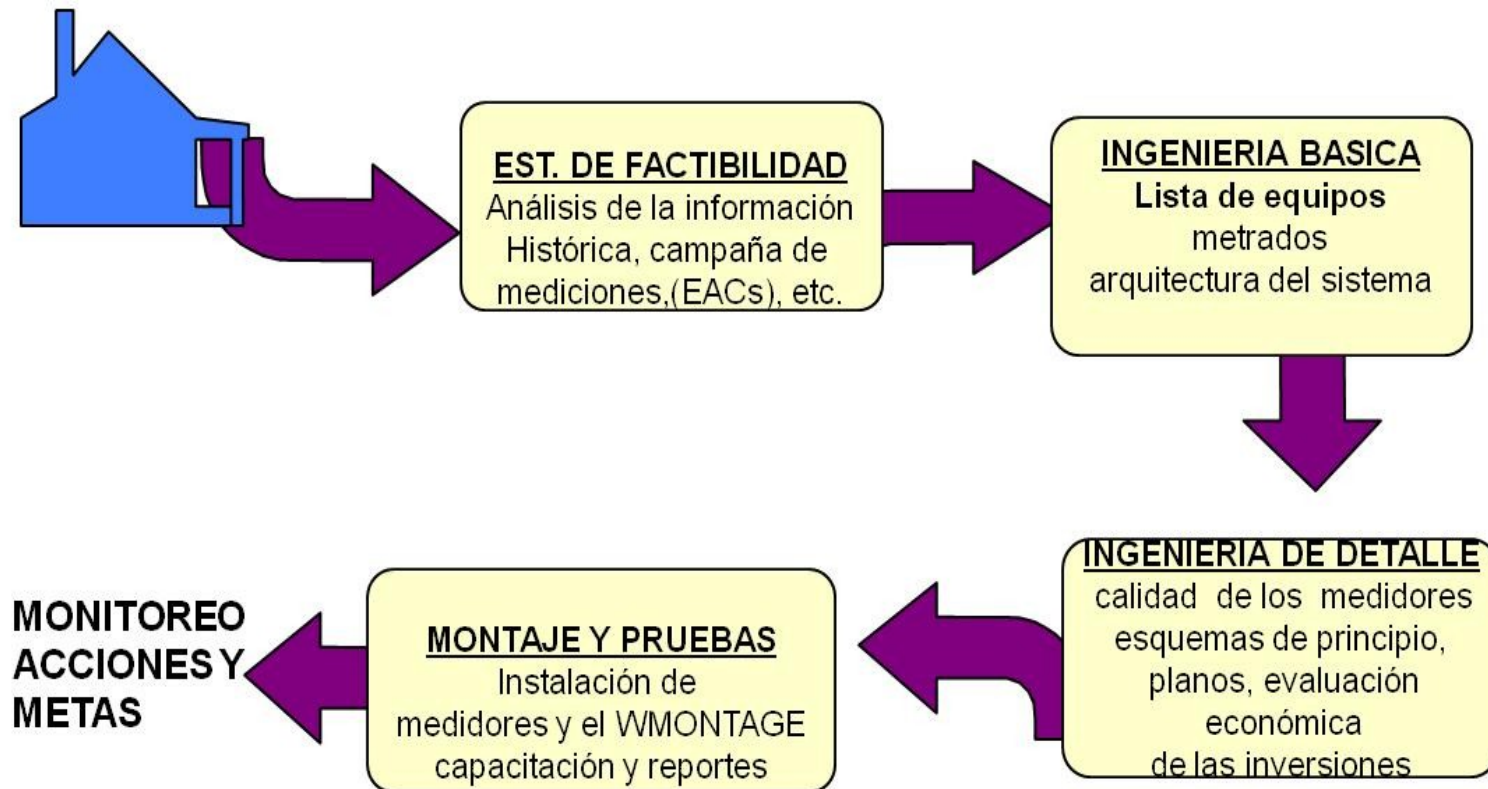 EST. DE FACTIBILIDAD
Análisis de la información
Histórica, campaña de
mediciones,(EACs), etc.
INGENIERIA BASICA
Lista de equipos
metrados
arquitectura del sistema
INGENIERIA DE DETALLE
calidad de los medidores
esquemas de principio,
planos, evaluación
económica
de las inversiones
MONTAJE Y PRUEBAS
Instalación de
medidores y el WMONTAGE
capacitación y reportes
MONITOREO
ACCIONES Y
METAS